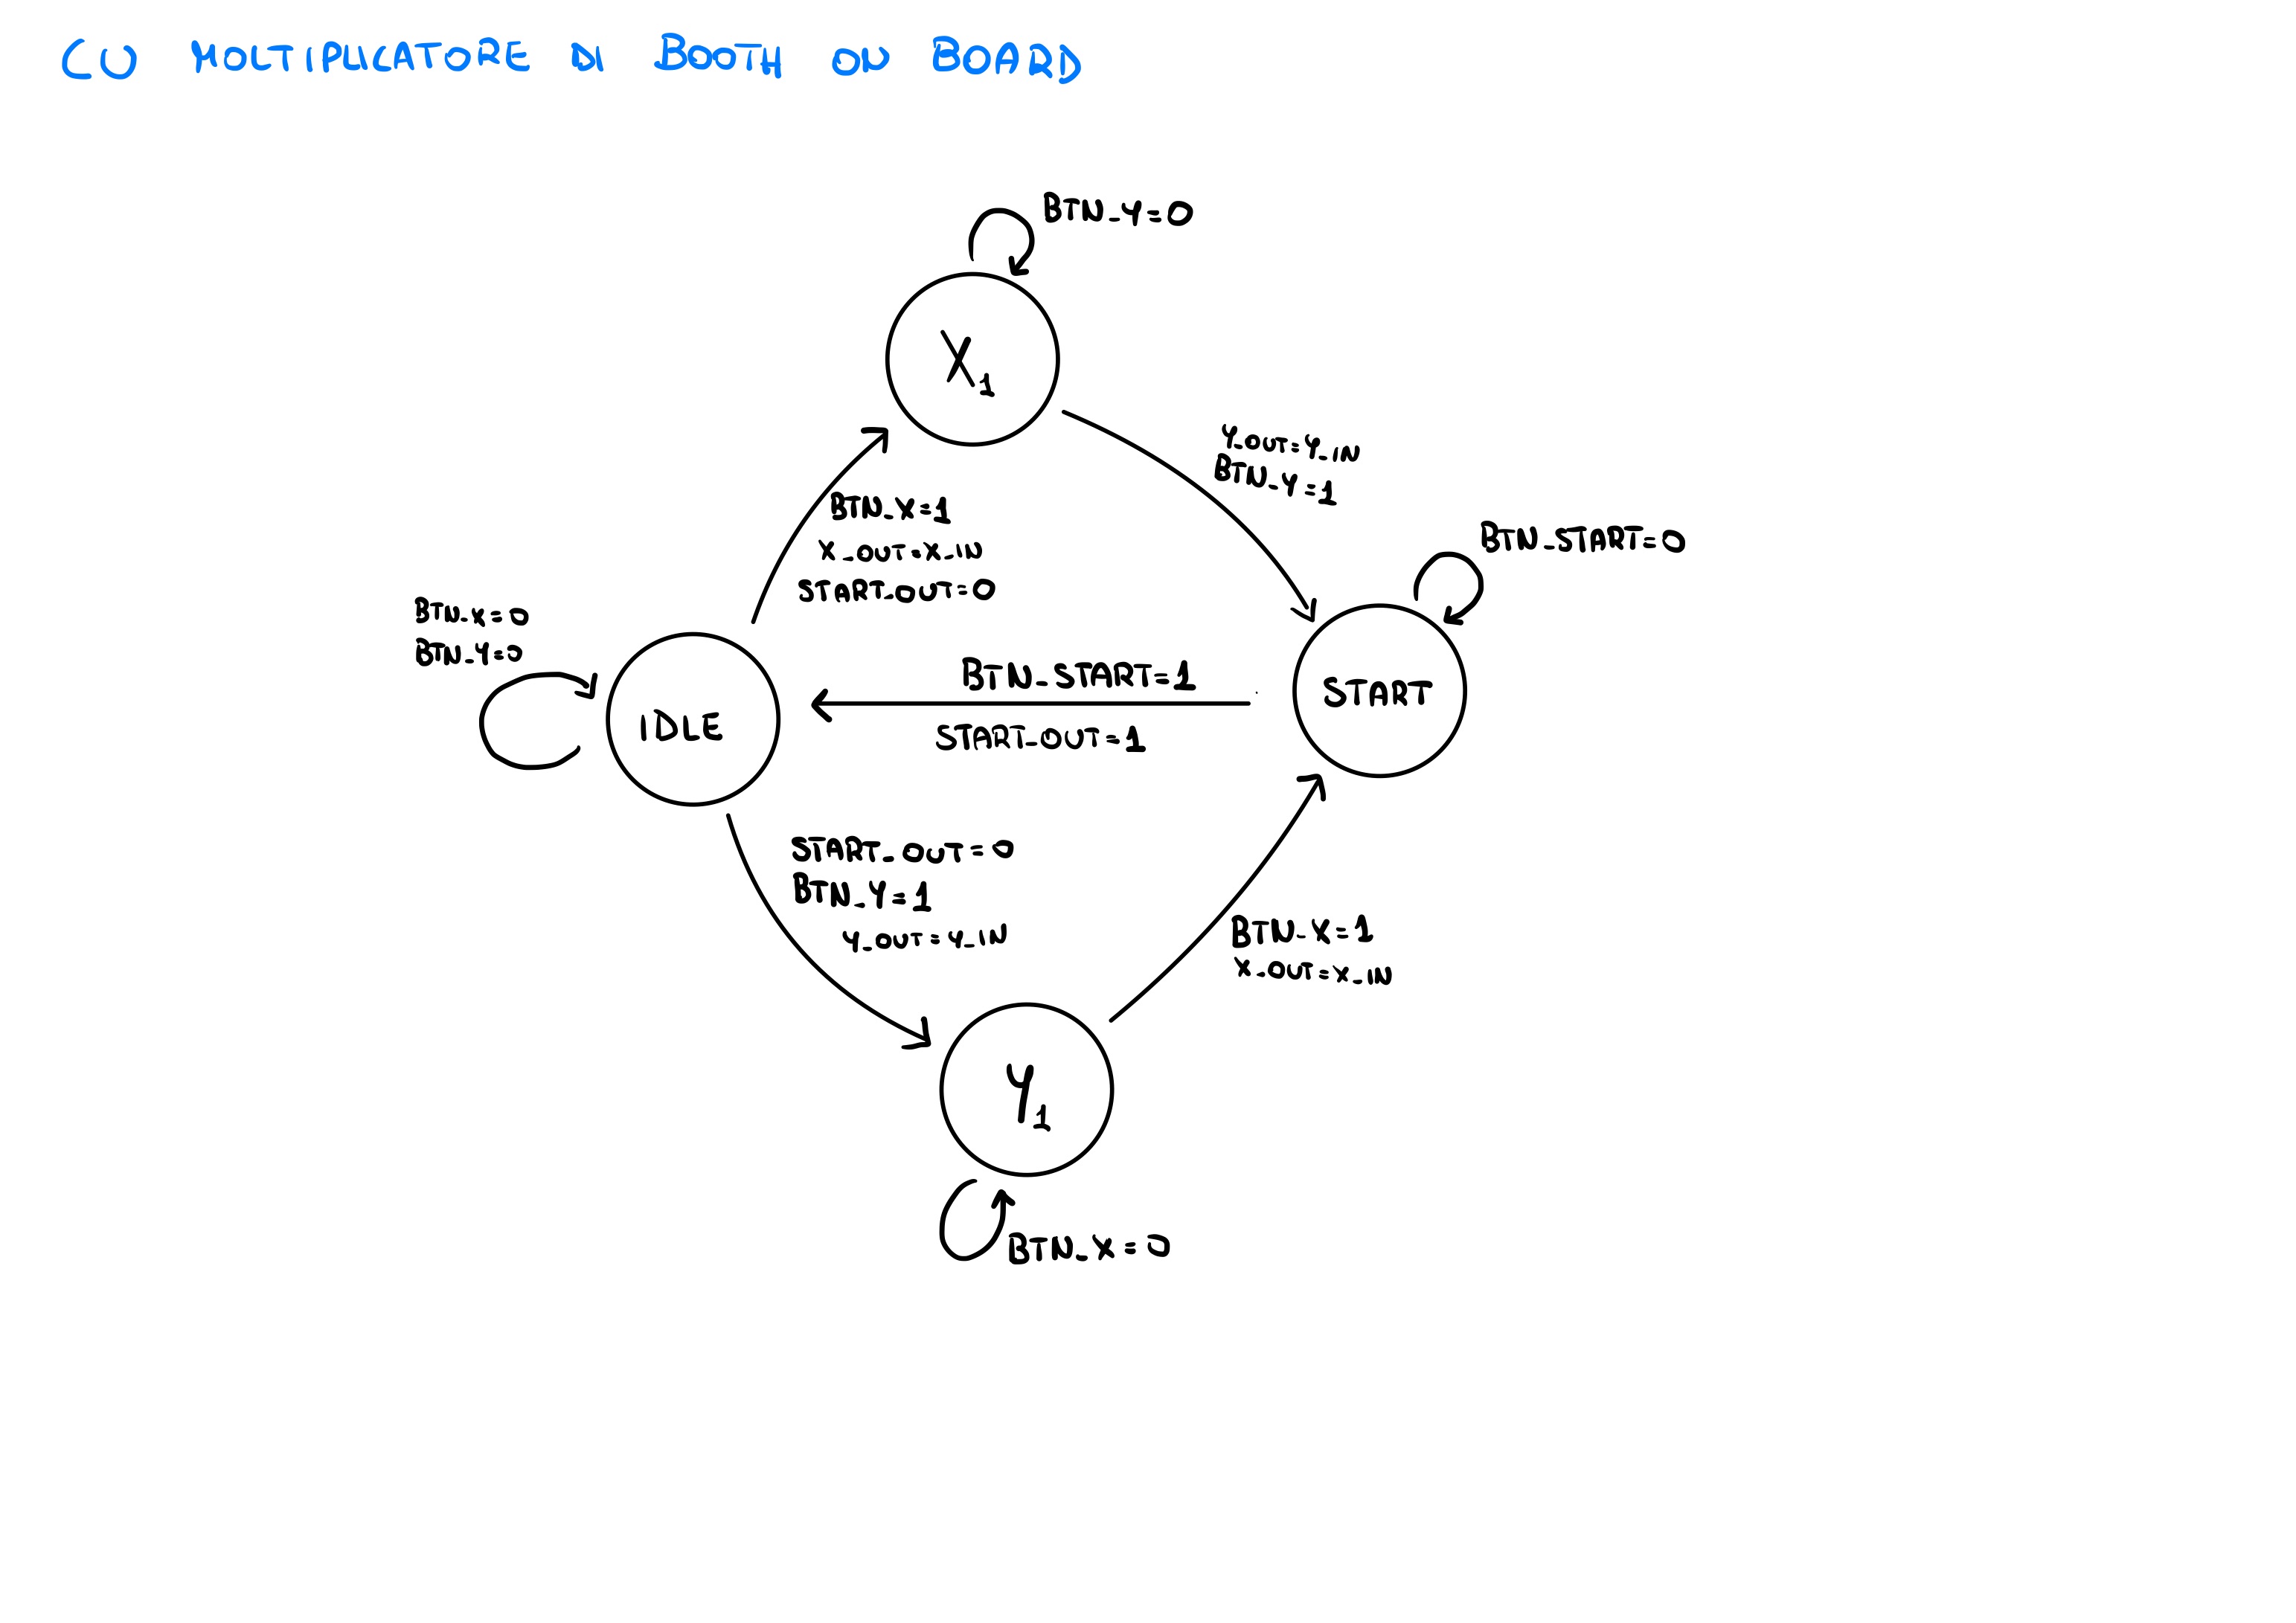 CU MOLTIPLICATORE DI BOOTH ON BOARD
BTN_Y=0
X1
Y_OUT=Y_IN
BTN_Y=1
BTN_X=1
X_OUT=X_IN
START_OUT=0
BTN_START=0
BTN_X=0
BTN_Y=0
IDLE
BTN_START=1
START_OUT=1
START
START_OUT=0
BTN_Y=1
Y_OUT=Y_IN
BTN_X=1
X_OUT=X_IN
Y1
BTN_X=0